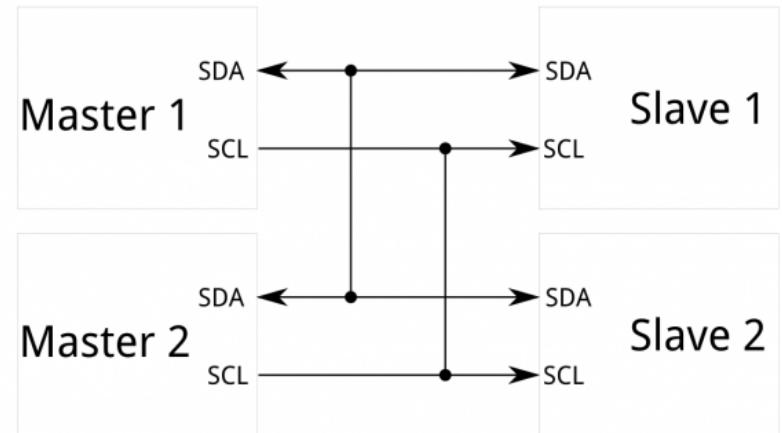 SDA
SDA
Master 1
Slave 1
SCL
SCL
SDA
SDA
Master 2
Slave 2
SCL
SCL